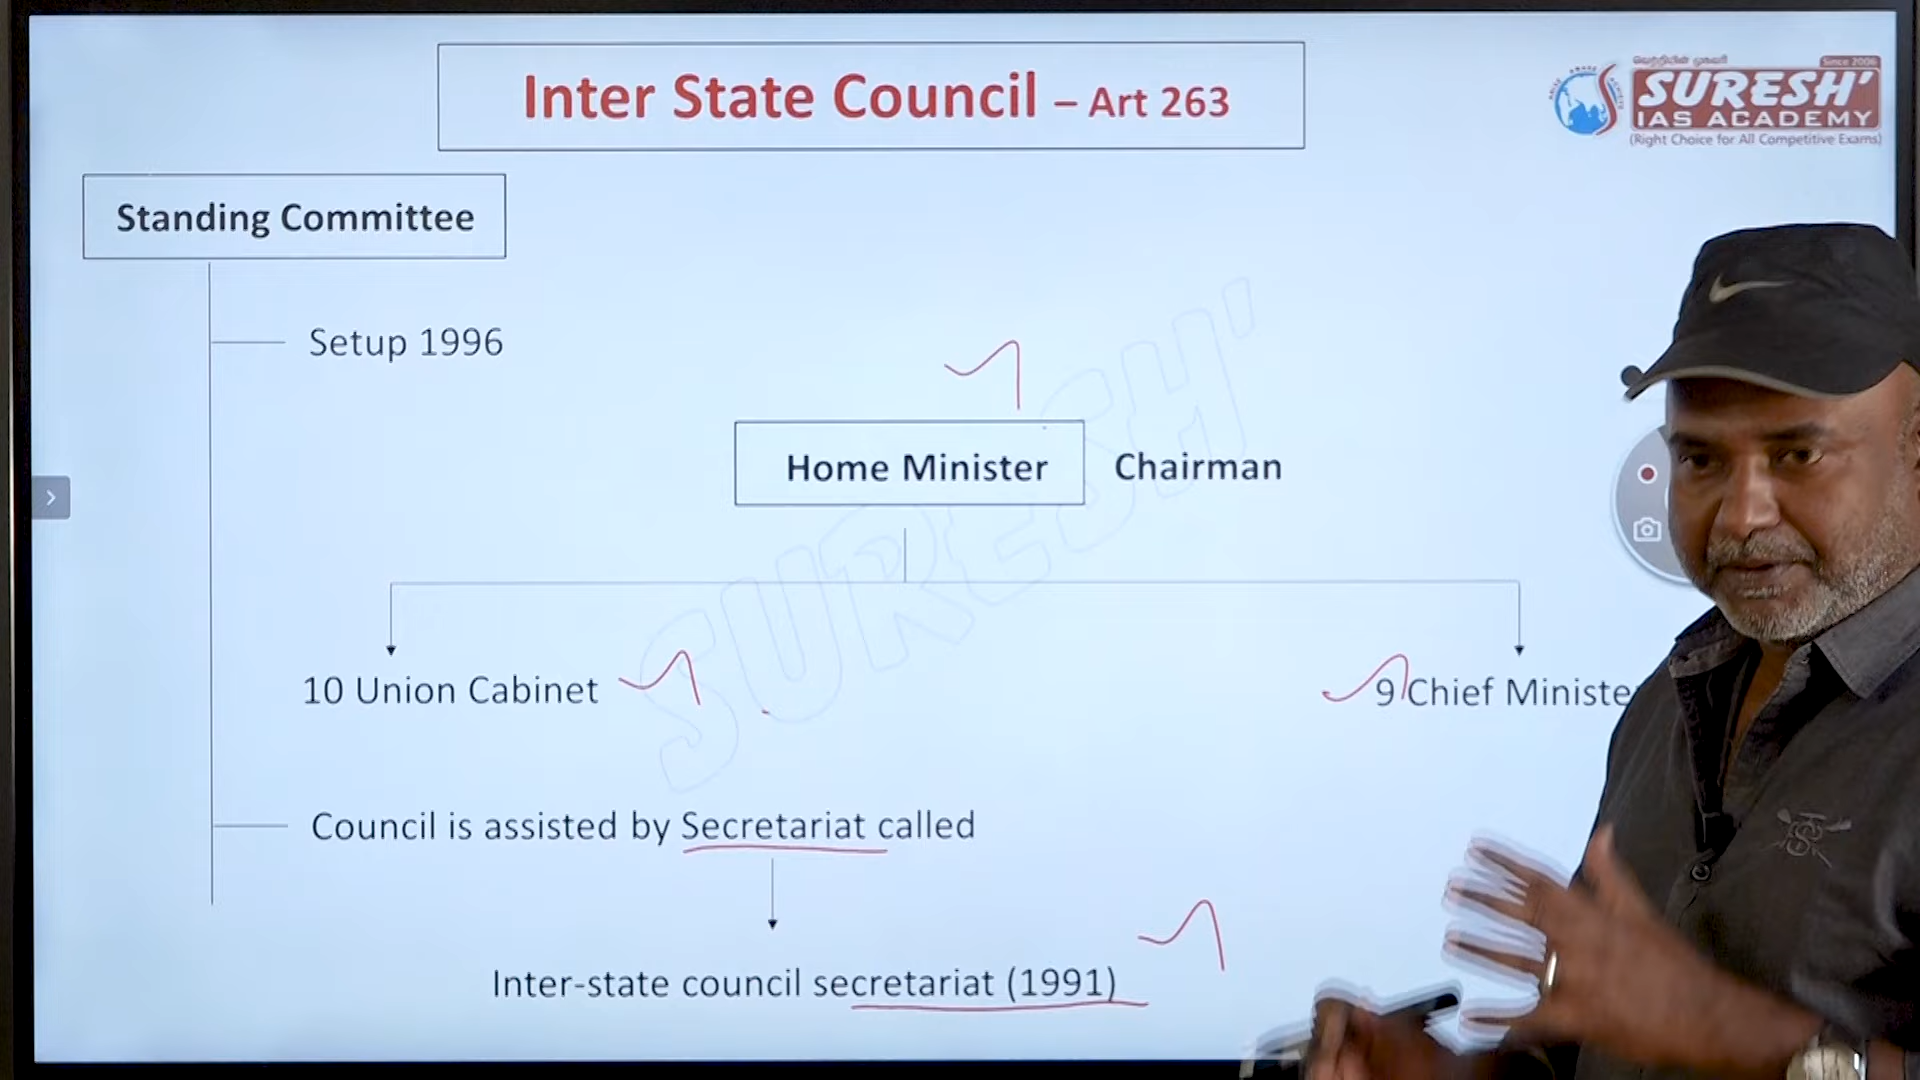 Inter State Council – Art 263
வெற்றியின் முகவரி
Since 2006
SURESH'
IAS ACADEMY
(Right Choice for All Competitive Exams)
Standing Committee
Setup 1996
SURESH'
Home Minister Chairman
10 Union Cabinet
9 Chief Ministe
Council is assisted by Secretariat called
Inter-state council secretariat (1991)